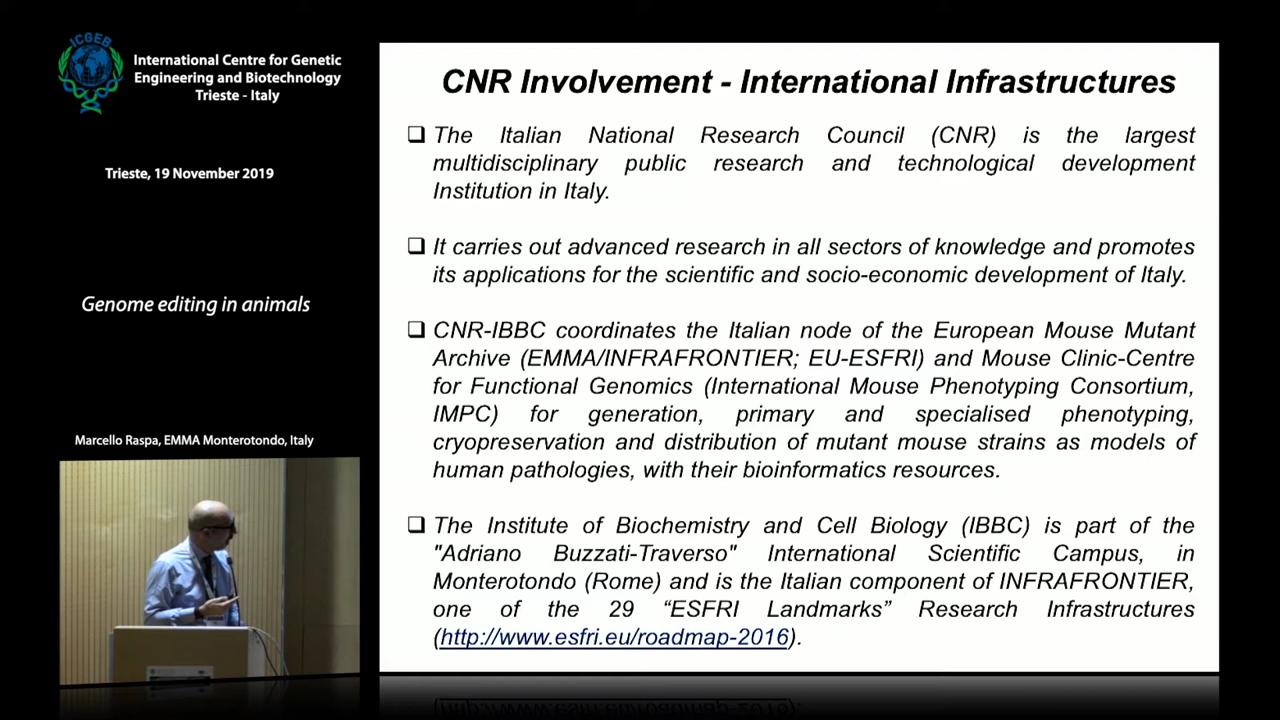 ICGEB
International Centre for Genetic
Engineering and Biotechnology
Trieste - Italy
Trieste, 19 November 2019
Genome editing in animals
Marcello Raspa, EMMA Monterotondo, Italy
CNR Involvement - International Infrastructures
The Italian National Research Council (CNR) is the largest
multidisciplinary public research and technological development
Institution in Italy.
It carries out advanced research in all sectors of knowledge and promotes
its applications for the scientific and socio-economic development of Italy.
CNR-IBBC coordinates the Italian node of the European Mouse Mutant
Archive (EMMA/INFRAFRONTIER; EU-ESFRI) and Mouse Clinic-Centre
for Functional Genomics (International Mouse Phenotyping Consortium,
IMPC) for generation, primary and specialised phenotyping,
cryopreservation and distribution of mutant mouse strains as models of
human pathologies, with their bioinformatics resources.
The Institute of Biochemistry and Cell Biology (IBBC) is part of the
"Adriano Buzzati-Traverso" International Scientific Campus, in
Monterotondo (Rome) and is the Italian component of INFRAFRONTIER,
one of the 29 “ESFRI Landmarks” Research Infrastructures
(http://www.esfri.eu/roadmap-2016).